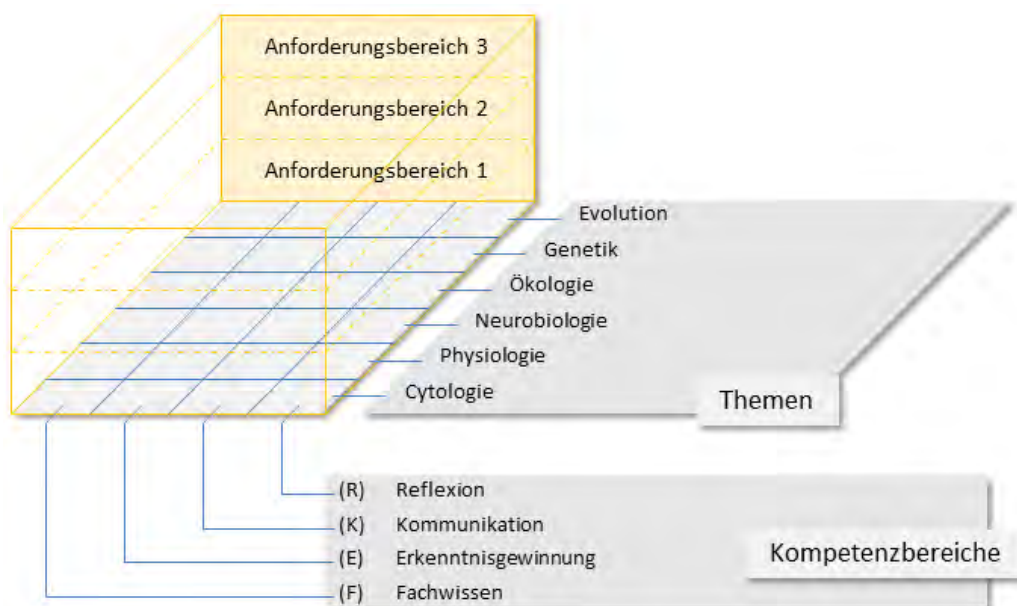 Anforderungsbereich 3
Anforderungsbereich 2
Anforderungsbereich 1
Evolution
Genetik
Ökologie
Neurobiologie
Physiologie
Cytologie
Themen
(R) Reflexion
(K) Kommunikation
(E) Erkenntnisgewinnung
(F) Fachwissen
Kompetenzbereiche